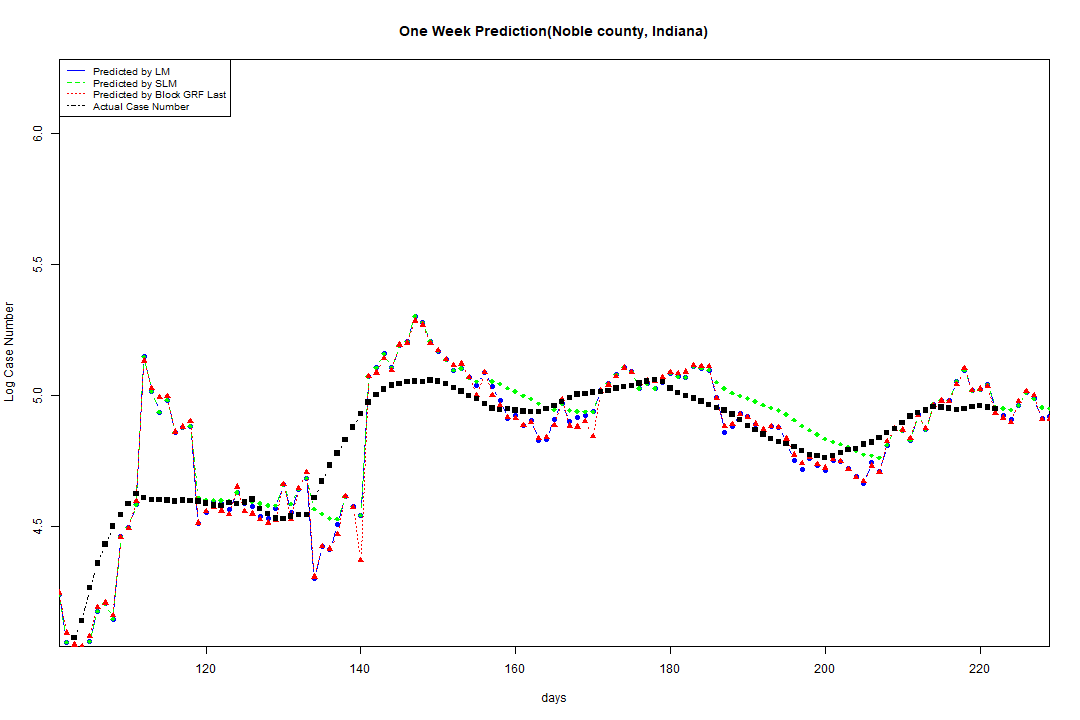 One Week Prediction(Noble county, Indiana)
Predicted by LM
Predicted by SLM
Predicted by Block GRF Last
Actual Case Number
6.0
5.5
5.0
4.5
Log Case Number
120 140 160 180 200 220
days